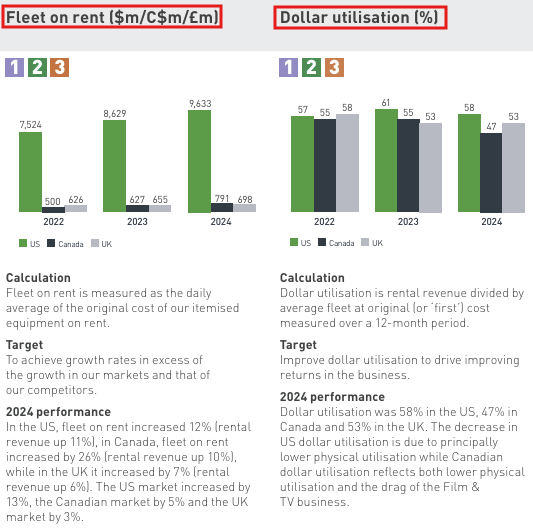 Fleet on rent ($m/C$m/£m)
1 2 3
9,633
8,629
7,524
500 626
627 655
791 698
2022 2023 2024
US Canada UK
Calculation
Fleet on rent is measured as the daily
average of the original cost of our itemised
equipment on rent.
Target
To achieve growth rates in excess of
the growth in our markets and that of
our competitors.
2024 performance
In the US, fleet on rent increased 12% (rental
revenue up 11%), in Canada, fleet on rent
increased by 26% (rental revenue up 10%),
while in the UK it increased by 7% (rental
revenue up 6%). The US market increased by
13%, the Canadian market by 5% and the UK
market by 3%.
Dollar utilisation (%)
1 2 3
57 55 58
61 55 53
58 47 53
2022 2023 2024
US Canada UK
Calculation
Dollar utilisation is rental revenue divided by
average fleet at original (or ‘first’) cost
measured over a 12-month period.
Target
Improve dollar utilisation to drive improving
returns in the business.
2024 performance
Dollar utilisation was 58% in the US, 47% in
Canada and 53% in the UK. The decrease in
US dollar utilisation is due to principally
lower physical utilisation while Canadian
dollar utilisation reflects both lower physical
utilisation and the drag of the Film &
TV business.